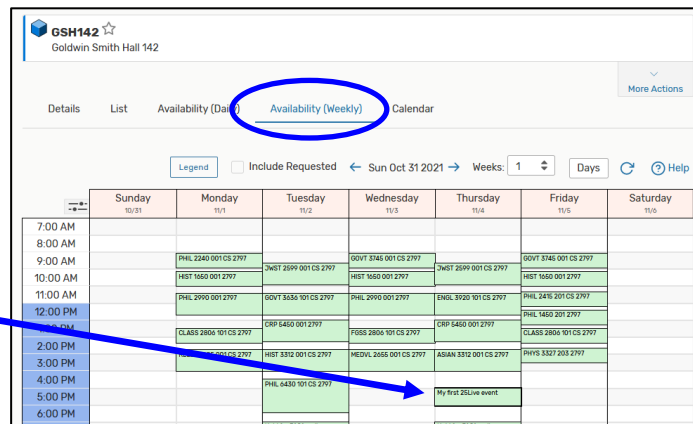 GSH142
Goldwin Smith Hall 142
More Actions
Details List Availability (Daily) Availability (Weekly) Calendar
Legend Include Requested ← Sun Oct 31 2021 → Weeks: 1 Days Help
Sunday Monday Tuesday Wednesday Thursday Friday Saturday
10/31 11/1 11/2 11/3 11/4 11/5 11/6
7:00 AM
8:00 AM
9:00 AM PHIL 2240 001 CS 2797 GOVT 3745 001 CS 2797 GOVT 3745 001 CS 2797
JWST 2599 001 CS 2797 JWST 2599 001 CS 2797
10:00 AM HIST 1650 001 2797 HIST 1650 001 2797 HIST 1650 001 2797
11:00 AM PHIL 2990 001 2797 GOVT 3636 101 CS 2797 PHIL 2990 001 2797 ENGL 3920 101 CS 2797 PHIL 2415 201 CS 2797
12:00 PM PHIL 1450 201 2797
PM CRP 5450 001 2797 CRP 5450 001 2797
CLASS 2806 101 CS 2797 FGSS 2806 101 CS 2797 CLASS 2806 101 CS 2797
2:00 PM
3:00 PM CS 2797 HIST 3312 001 CS 2797 MEDVL 2655 001 CS 2797 ASIAN 3312 001 CS 2797 PHYS 3327 203 2797
4:00 PM PHIL 6430 101 CS 2797
5:00 PM My first 25Live event
6:00 PM